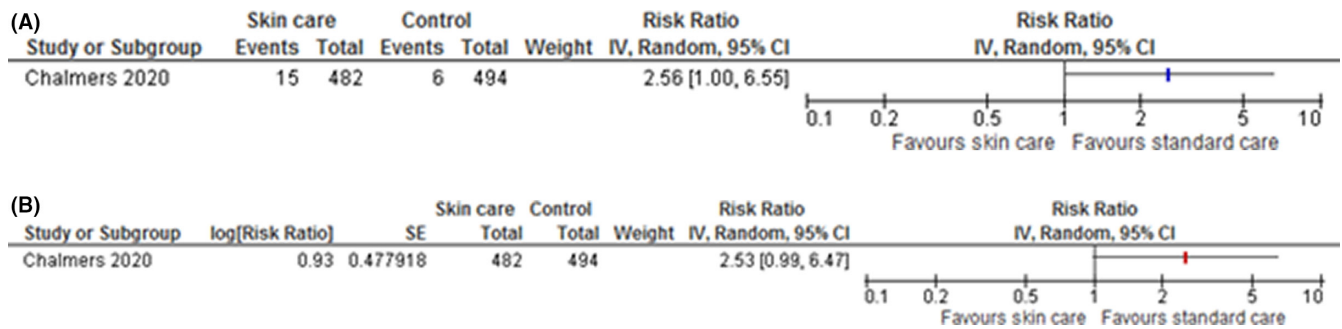 (A) Skin care Control Risk Ratio Risk Ratio
Study or Subgroup Events Total Events Total Weight IV, Random, 95% CI IV, Random, 95% CI
Chalmers 2020 15 482 6 494 2.56 [1.00, 6.55]
0.1 0.2 0.5 1 2 5 10
Favours skin care Favours standard care
(B) Skin care Control Risk Ratio Risk Ratio
Study or Subgroup log[Risk Ratio] SE Total Total Weight IV, Random, 95% CI IV, Random, 95% CI
Chalmers 2020 0.93 0.477918 482 494 2.53 [0.99, 6.47]
0.1 0.2 0.5 1 2 5 10
Favours skin care Favours standard care